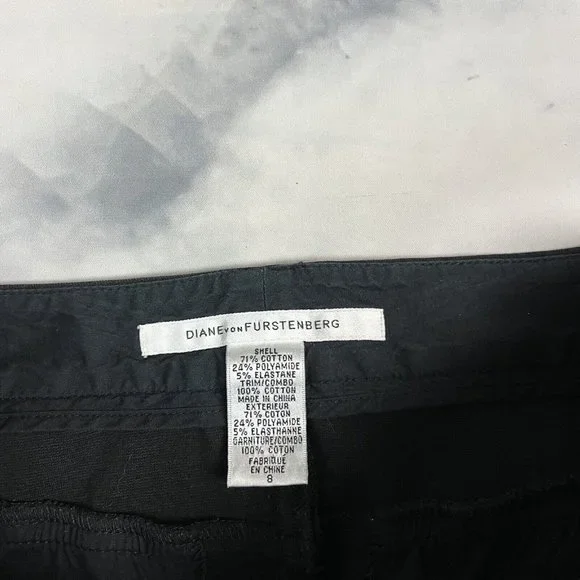 DIANE VON FURSTENBERG
SHELL
71% COTTON
24% POLYAMIDE
5% ELASTANE
TRIM/COMBO
100% COTTON
MADE IN CHINA
EXTERIEUR
71% COTON
24% POLYAMIDE
5% ELASTHANNE
GARNITURE/COMBO
100% COTON
FABRIQUÉ
EN CHINE
8